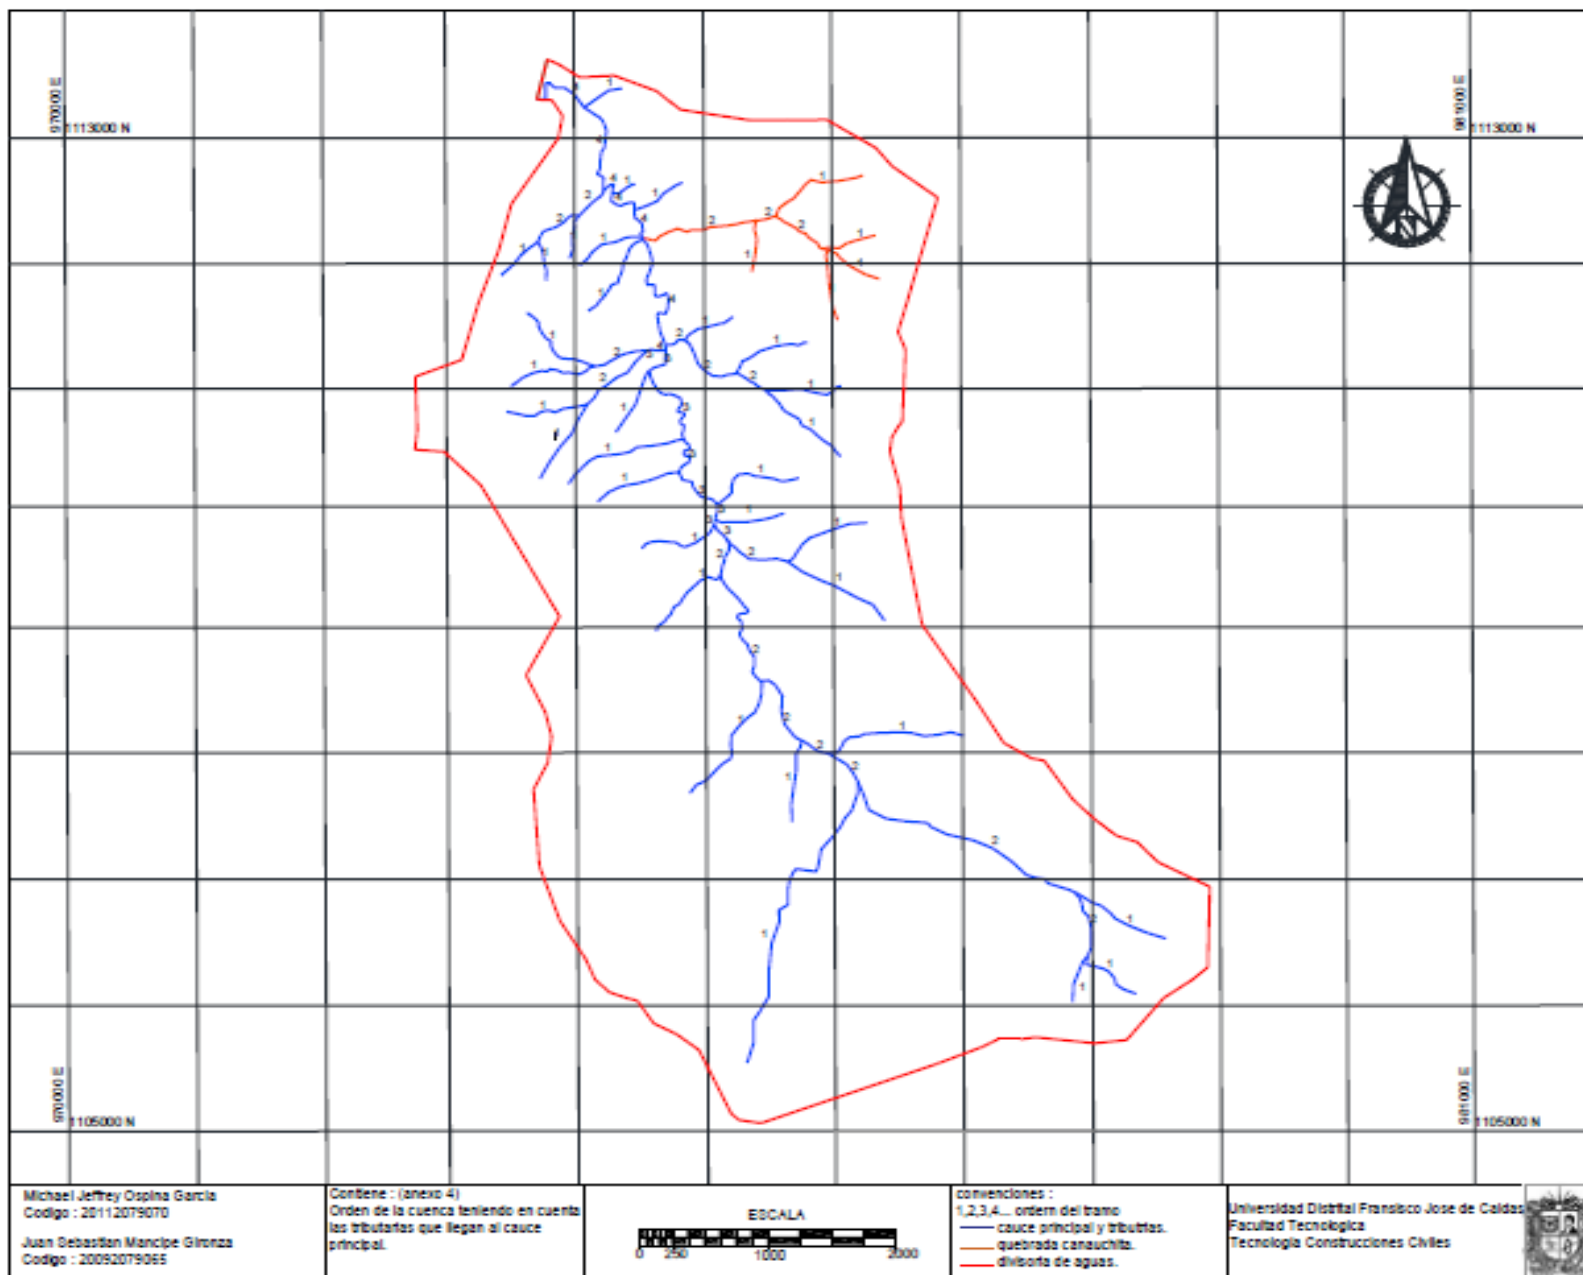 970000 E
1113000 N
981000 E
1113000 N
970000 E
1105000 N
981000 E
1105000 N
Michael Jeffrey Ospina Garcia
Codigo : 20112079070
Juan Sebastian Mancipe Gironza
Codigo : 20092079065
Contiene : (anexo 4)
Orden de la cuenca teniendo en cuenta
las tributarias que llegan al cauce
principal.
ESCALA
0 250 1000 2000
convenciones :
1,2,3,4... ordern del tramo
cauce principal y tributrias.
quebrada canauchita.
divisoria de aguas.
Universidad Distrital Fransisco Jose de Caldas
Facultad Tecnologica
Tecnologia Construcciones Civiles